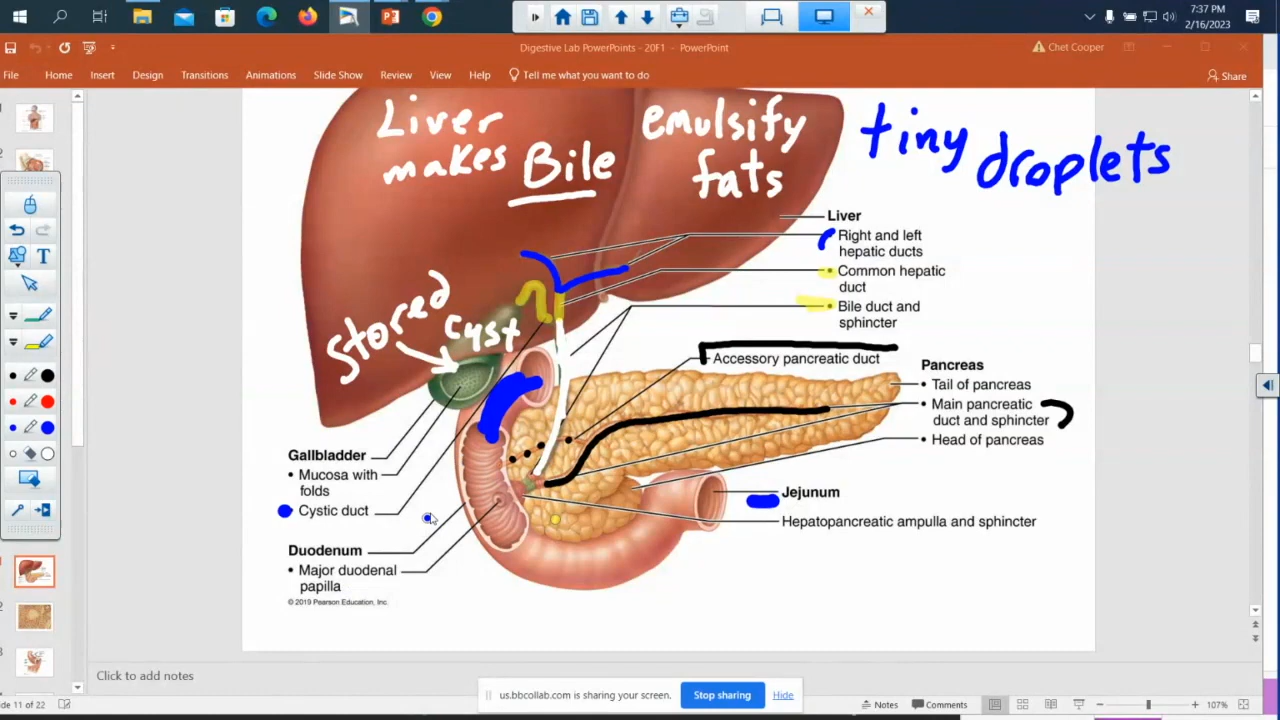 7:37 PM
2/16/2023
Digestive Lab PowerPoints - 20F1 - PowerPoint
Chet Cooper
File Home Insert Design Transitions Animations Slide Show Review View Help Tell me what you want to do
Share
Liver
makes Bile
emulsify
fats
tiny droplets
Liver
Right and left
hepatic ducts
• Common hepatic
duct
• Bile duct and
sphincter
Stored
cyst
Accessory pancreatic duct
Pancreas
• Tail of pancreas
• Main pancreatic
duct and sphincter
• Head of pancreas
Gallbladder
• Mucosa with
folds
Cystic duct
Jejunum
Hepatopancreatic ampulla and sphincter
Duodenum
• Major duodenal
papilla
© 2019 Pearson Education, Inc.
T
Click to add notes
us.bbcollab.com is sharing your screen. Stop sharing Hide
de 11 of 22
Notes Comments 107%